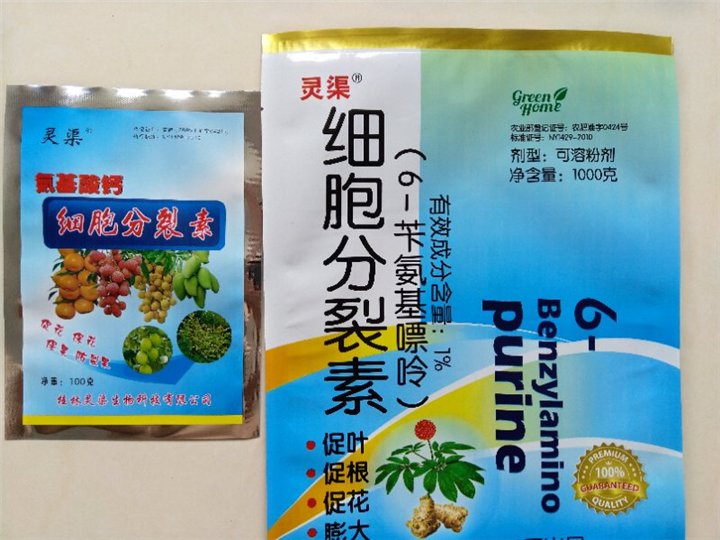 灵渠®
氨基酸钙
细胞分裂素
保花 保果 防裂果
净重：100克
桂林灵渠生物科技有限公司
灵渠®
细胞分裂素
（6-苄氨基嘌呤）
有效成分含量：1%
Green Home
农业部登记证号：农肥准字0424号
标准证号：NY1429-2010
剂型：可溶粉剂
净含量：1000克
6-
Benzylamino
purine
• 促叶
• 促根
• 促花
• 膨大
PREMIUM
100%
GUARANTEED
QUALITY